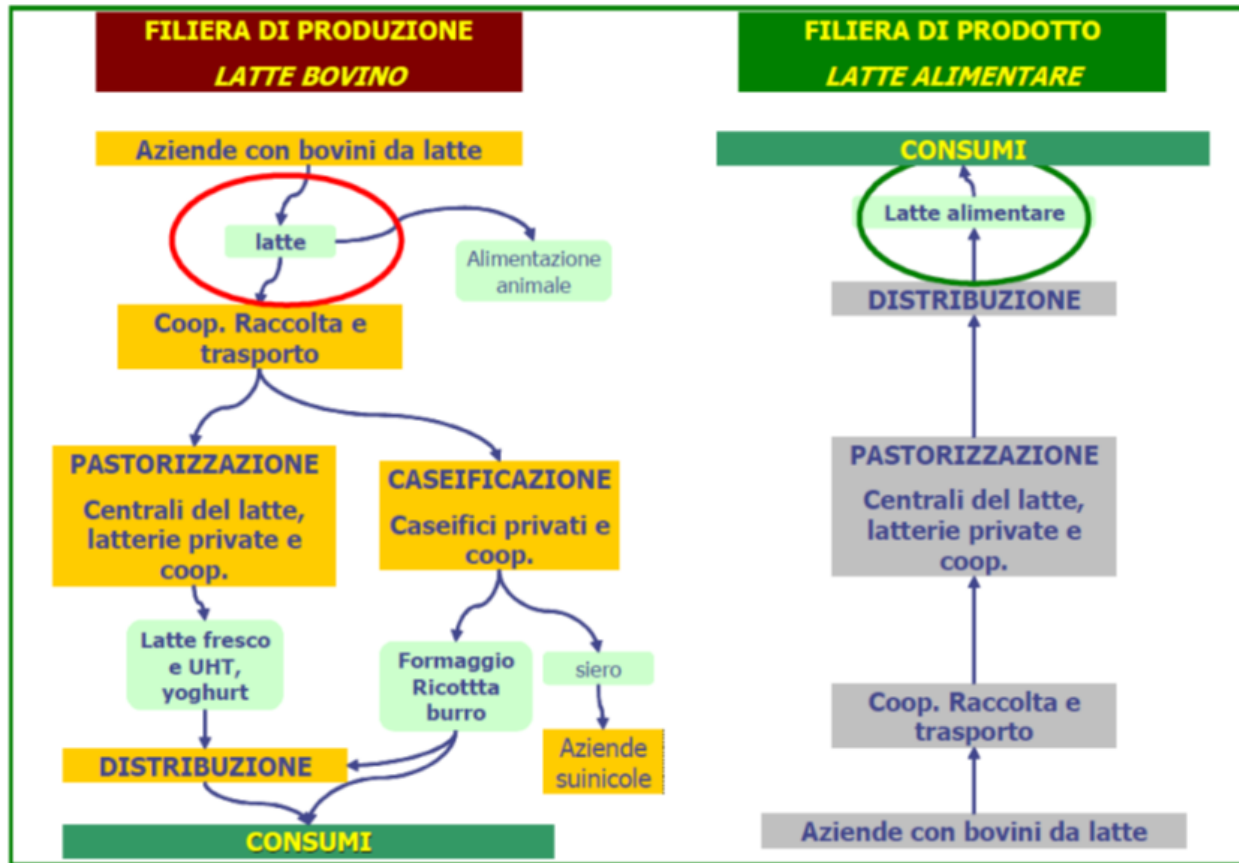 FILIERA DI PRODUZIONE
LATTE BOVINO
Aziende con bovini da latte
latte
Alimentazione
animale
Coop. Raccolta e
trasporto
PASTORIZZAZIONE
Centrali del latte,
latterie private e
coop.
CASEIFICAZIONE
Caseifici privati e
coop.
Latte fresco
e UHT,
yoghurt
Formaggio
Ricottta
burro
siero
Aziende
suinicole
DISTRIBUZIONE
CONSUMI
FILIERA DI PRODOTTO
LATTE ALIMENTARE
CONSUMI
Latte alimentare
DISTRIBUZIONE
PASTORIZZAZIONE
Centrali del latte,
latterie private e
coop.
Coop. Raccolta e
trasporto
Aziende con bovini da latte